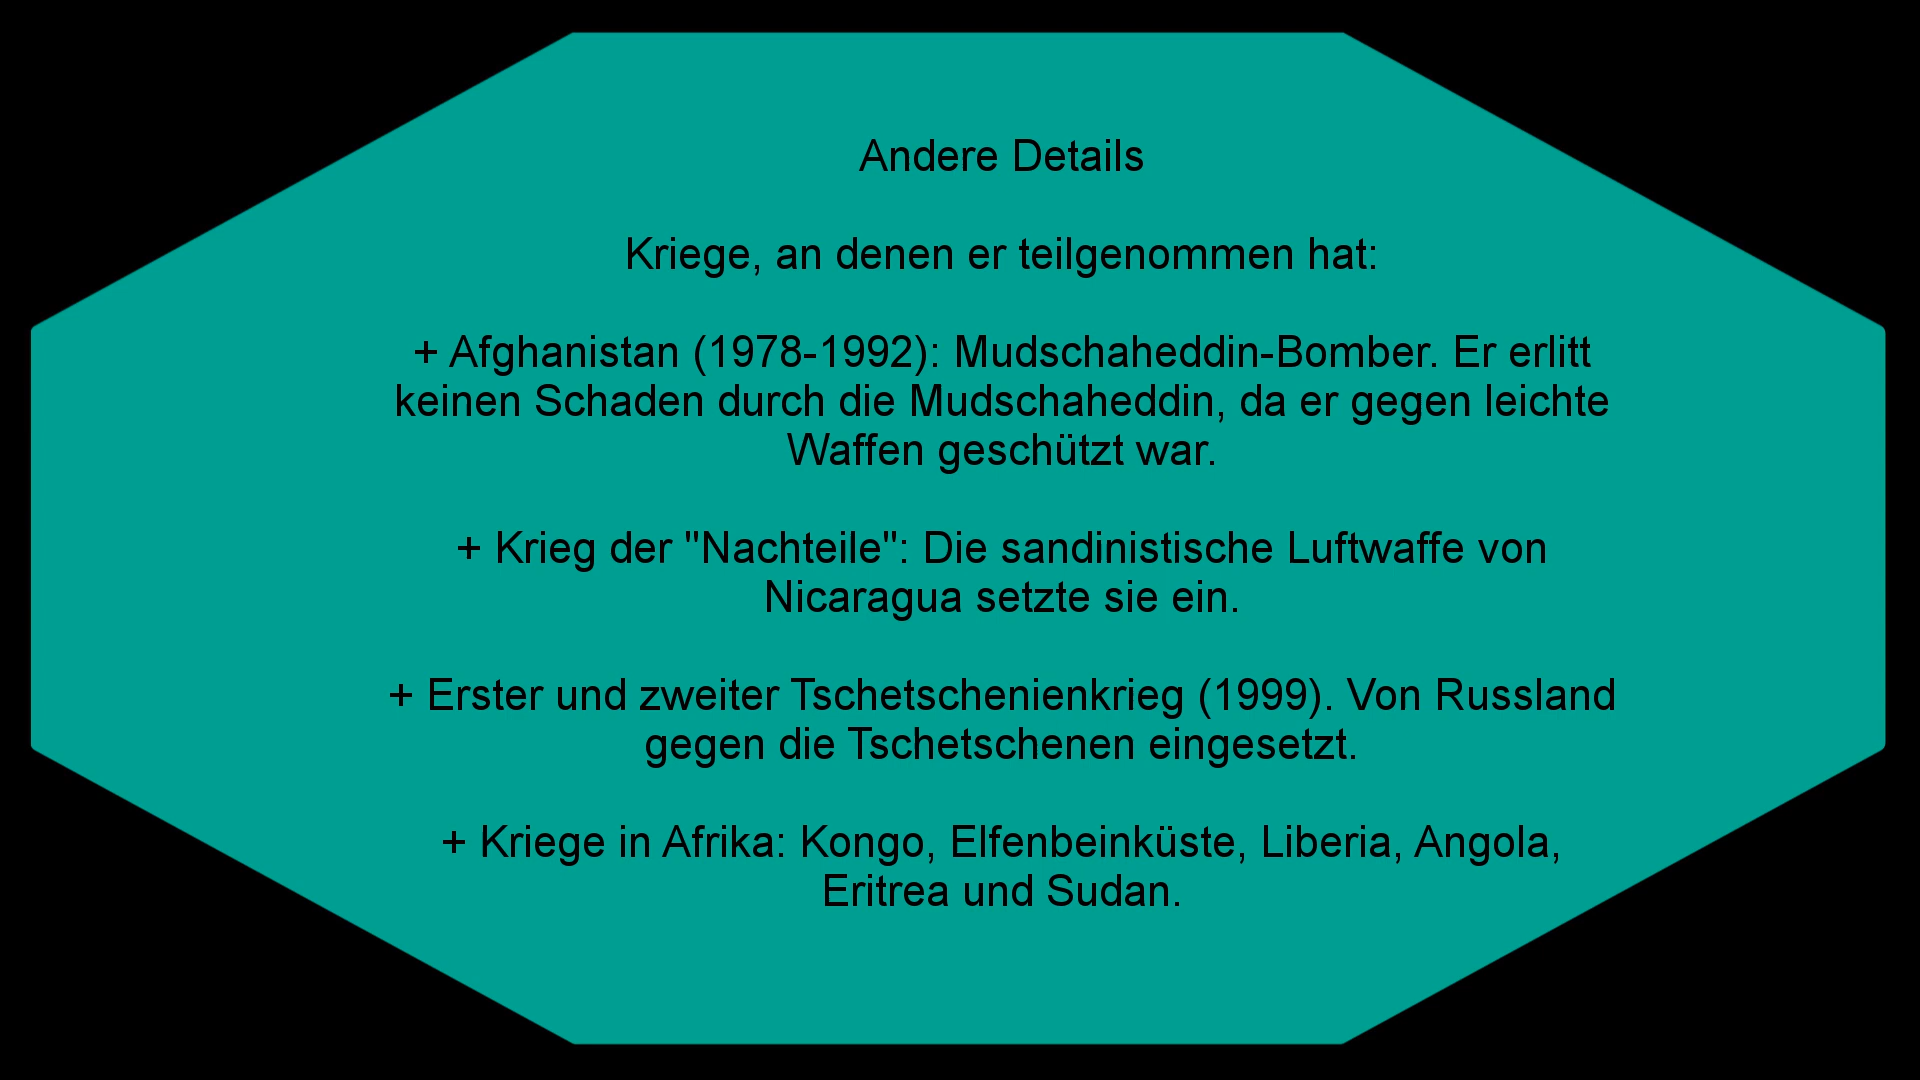 Andere Details
Kriege, an denen er teilgenommen hat:
+ Afghanistan (1978-1992): Mudschaheddin-Bomber. Er erlitt
keinen Schaden durch die Mudschaheddin, da er gegen leichte
Waffen geschützt war.
+ Krieg der "Nachteile": Die sandinistische Luftwaffe von
Nicaragua setzte sie ein.
+ Erster und zweiter Tschetschenienkrieg (1999). Von Russland
gegen die Tschetschenen eingesetzt.
+ Kriege in Afrika: Kongo, Elfenbeinküste, Liberia, Angola,
Eritrea und Sudan.